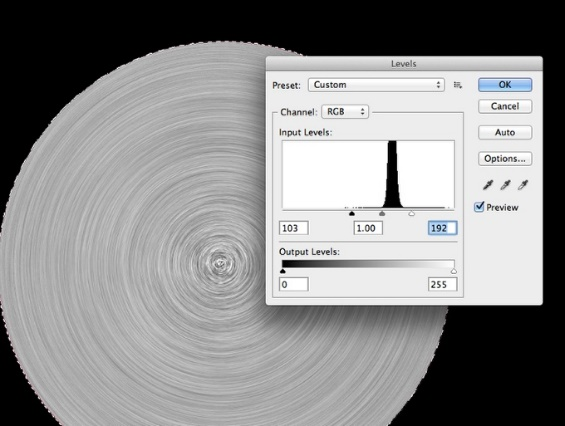 Levels
Preset: Custom
OK
Cancel
Channel: RGB
Auto
Input Levels:
Options...
Preview
103 1.00 192
Output Levels:
0 255